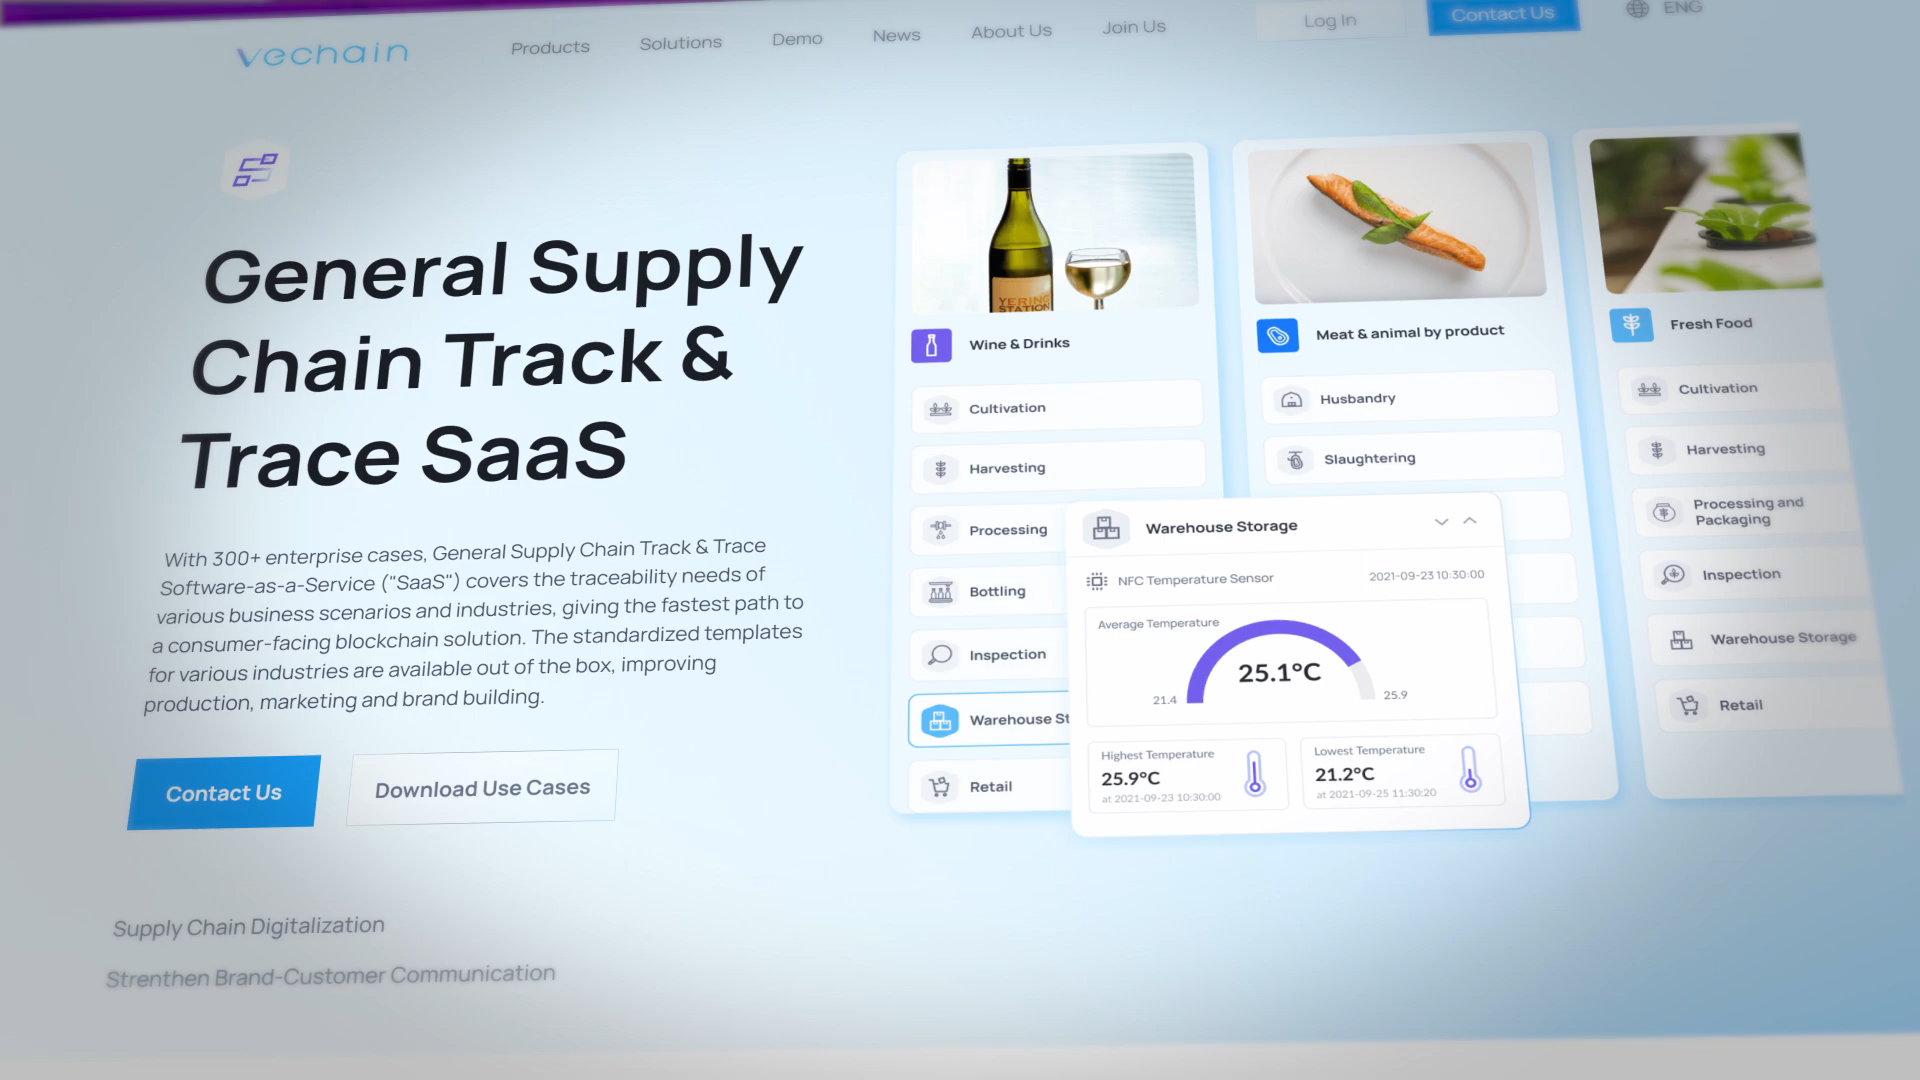 vechain
Products
Solutions
Demo
News
About Us
Join Us
Log In
Contact Us
ENG
General Supply
Chain Track &
Trace SaaS
With 300+ enterprise cases, General Supply Chain Track & Trace
Software-as-a-Service ("SaaS") covers the traceability needs of
various business scenarios and industries, giving the fastest path to
a consumer-facing blockchain solution. The standardized templates
for various industries are available out of the box, improving
production, marketing and brand building.
Contact Us
Download Use Cases
Supply Chain Digitalization
Strenthen Brand-Customer Communication
YERING
STATION
Wine & Drinks
Cultivation
Harvesting
Processing
Bottling
Inspection
Warehouse St
Retail
Meat & animal by product
Husbandry
Slaughtering
Warehouse Storage
NFC Temperature Sensor
2021-09-23 10:30:00
Average Temperature
25.1°C
21.4
25.9
Highest Temperature
25.9°C
at 2021-09-23 10:30:00
Lowest Temperature
21.2°C
at 2021-09-25 11:30:20
Fresh Food
Cultivation
Harvesting
Processing and
Packaging
Inspection
Warehouse Storage
Retail